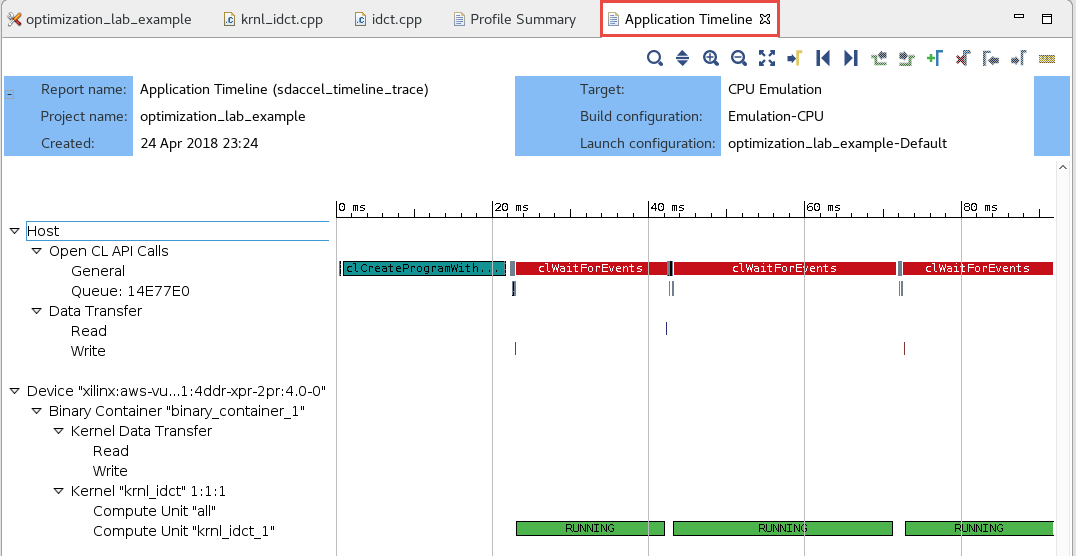 optimization_lab_example krnl_idct.cpp idct.cpp Profile Summary Application Timeline
Report name: Application Timeline (sdaccel_timeline_trace) Target: CPU Emulation
Project name: optimization_lab_example Build configuration: Emulation-CPU
Created: 24 Apr 2018 23:24 Launch configuration: optimization_lab_example-Default
0 ms 20 ms 40 ms 60 ms 80 ms
Host
Open CL API Calls
General clCreateProgramWith... clWaitForEvents clWaitForEvents clWaitForEvents
Queue: 14E77E0
Data Transfer
Read
Write
Device "xilinx:aws-vu...1:4ddr-xpr-2pr:4.0-0"
Binary Container "binary_container_1"
Kernel Data Transfer
Read
Write
Kernel "krnl_idct" 1:1:1
Compute Unit "all"
Compute Unit "krnl_idct_1" RUNNING RUNNING RUNNING